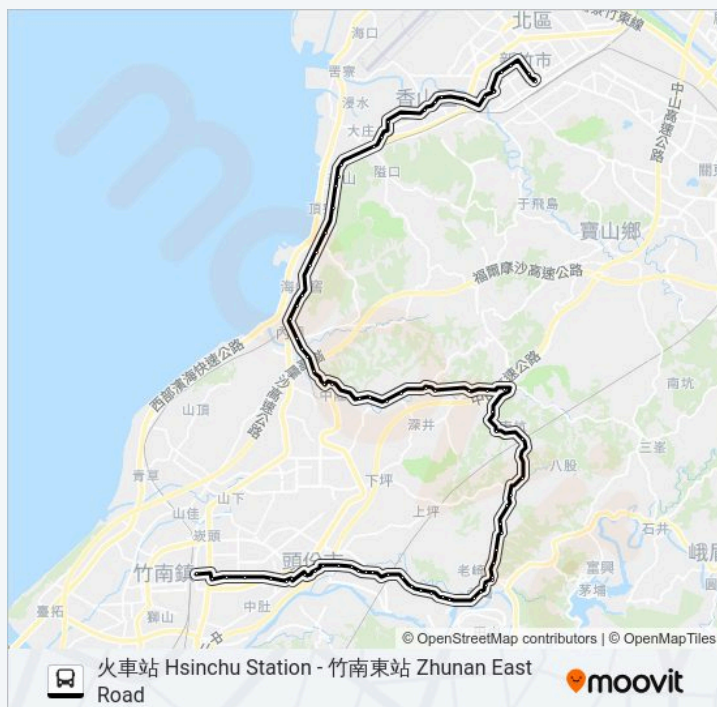 北區
海口
新竹市
香山
浸水
大庄
中山高速公路
隘口
于飛島
寶山鄉
福爾摩沙高速公路
西部濱海快速公路
山頂
深井
南坑
三峯
青草
山下
下坪
八股
上坪
山佳
崁頭
石井
竹南鎮
頭份市
老崎
富興
峨眉
茅埔
臺拓
獅山
中肚
© OpenStreetMap contributors | © OpenMapTiles
火車站 Hsinchu Station - 竹南東站 Zhunan East
Road
moovit